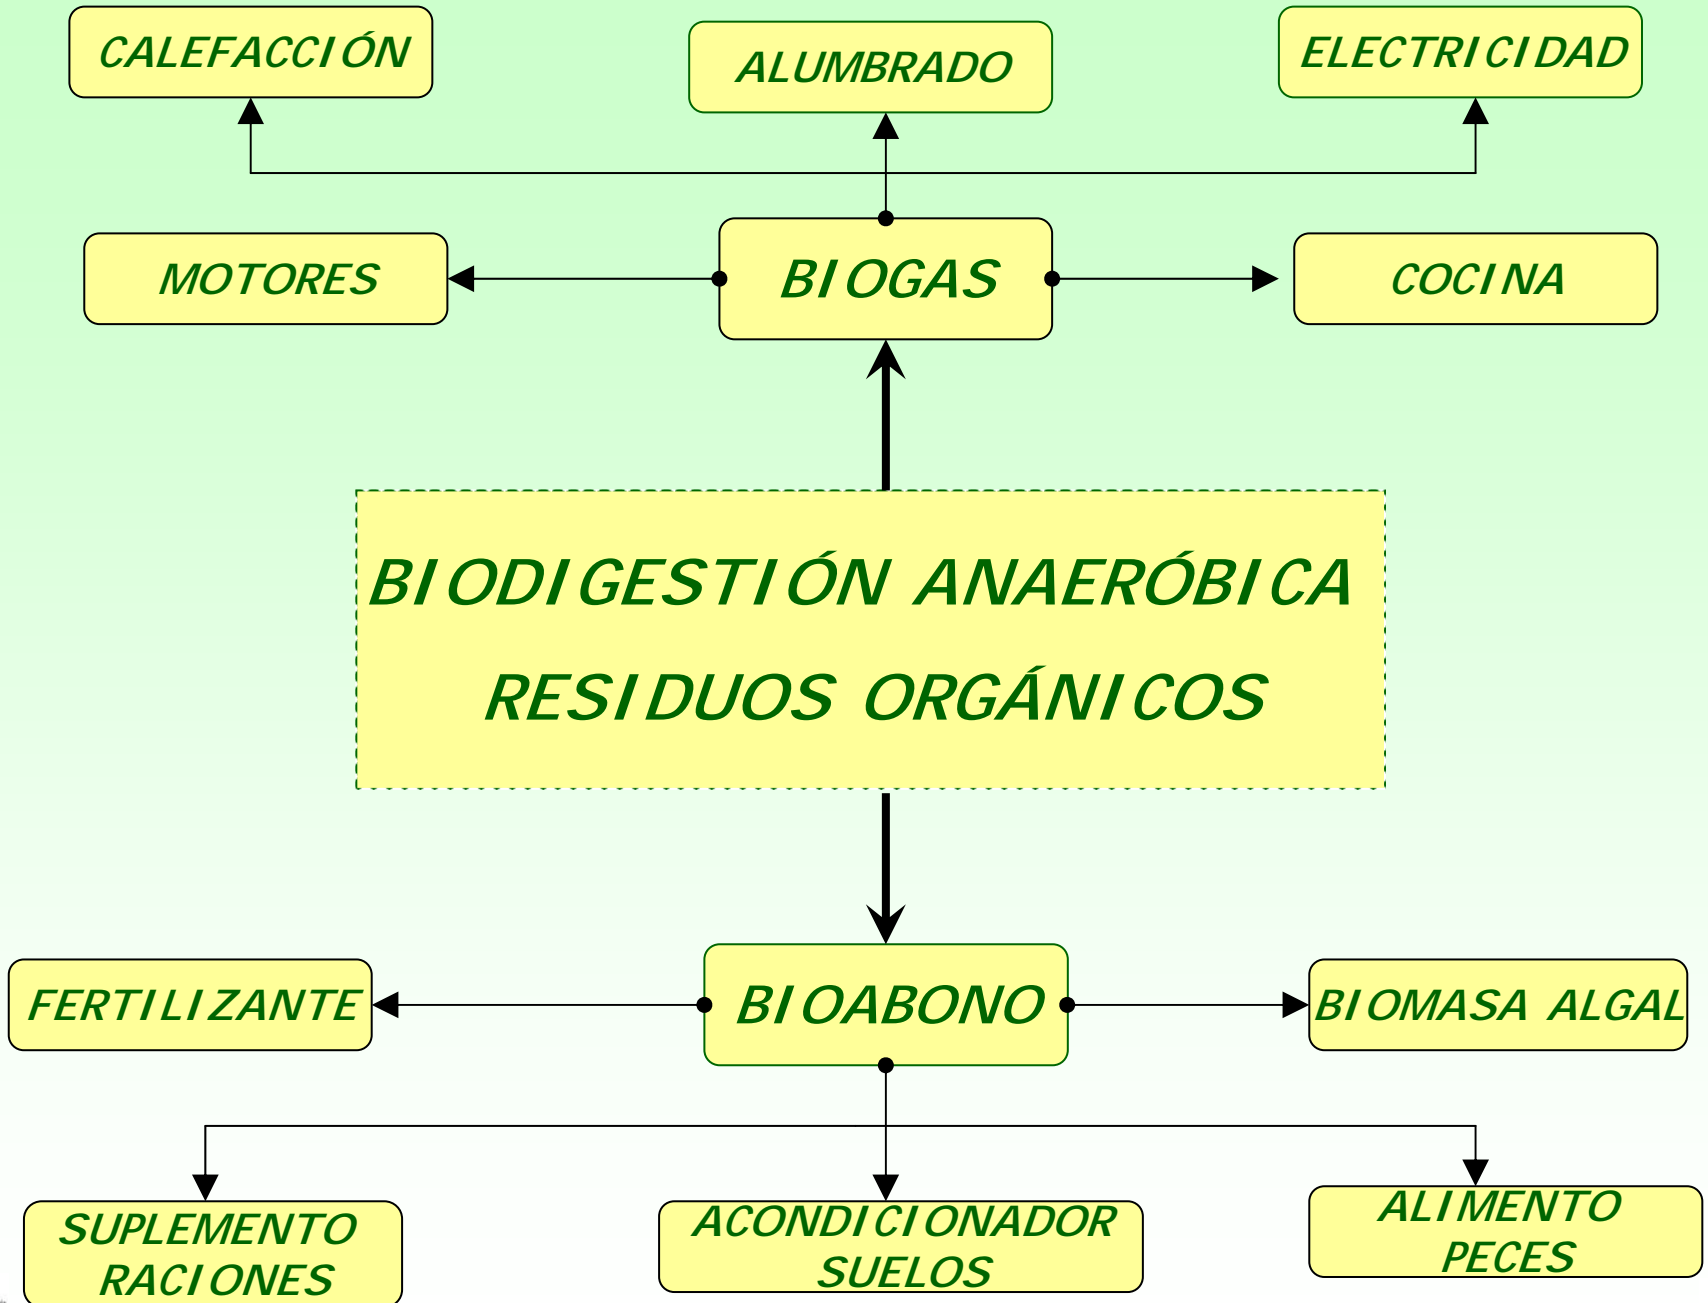 CALEFACCIÓN
ALUMBRADO
ELECTRICIDAD
MOTORES
BIOGAS
COCINA
BIODIGESTIÓN ANAERÓBICA
RESIDUOS ORGÁNICOS
FERTILIZANTE
BIOABONO
BIOMASA ALGAL
SUPLEMENTO
RACIONES
ACONDICIONADOR
SUELOS
ALIMENTO
PECES